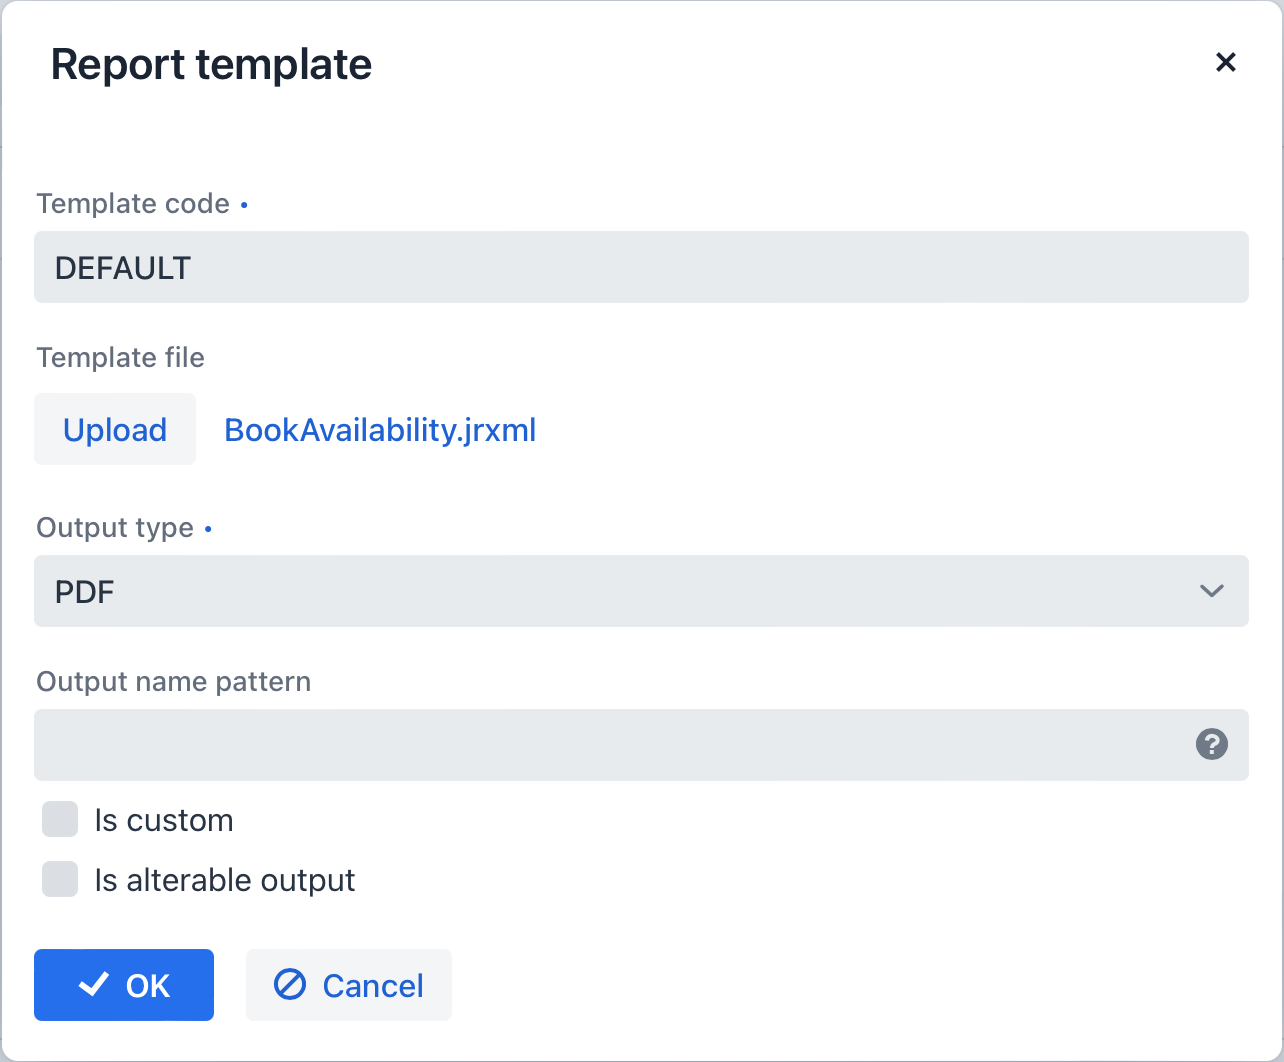 Report template
Template code •
DEFAULT
Template file
Upload BookAvailability.jrxml
Output type •
PDF
Output name pattern
?
Is custom
Is alterable output
OK Cancel